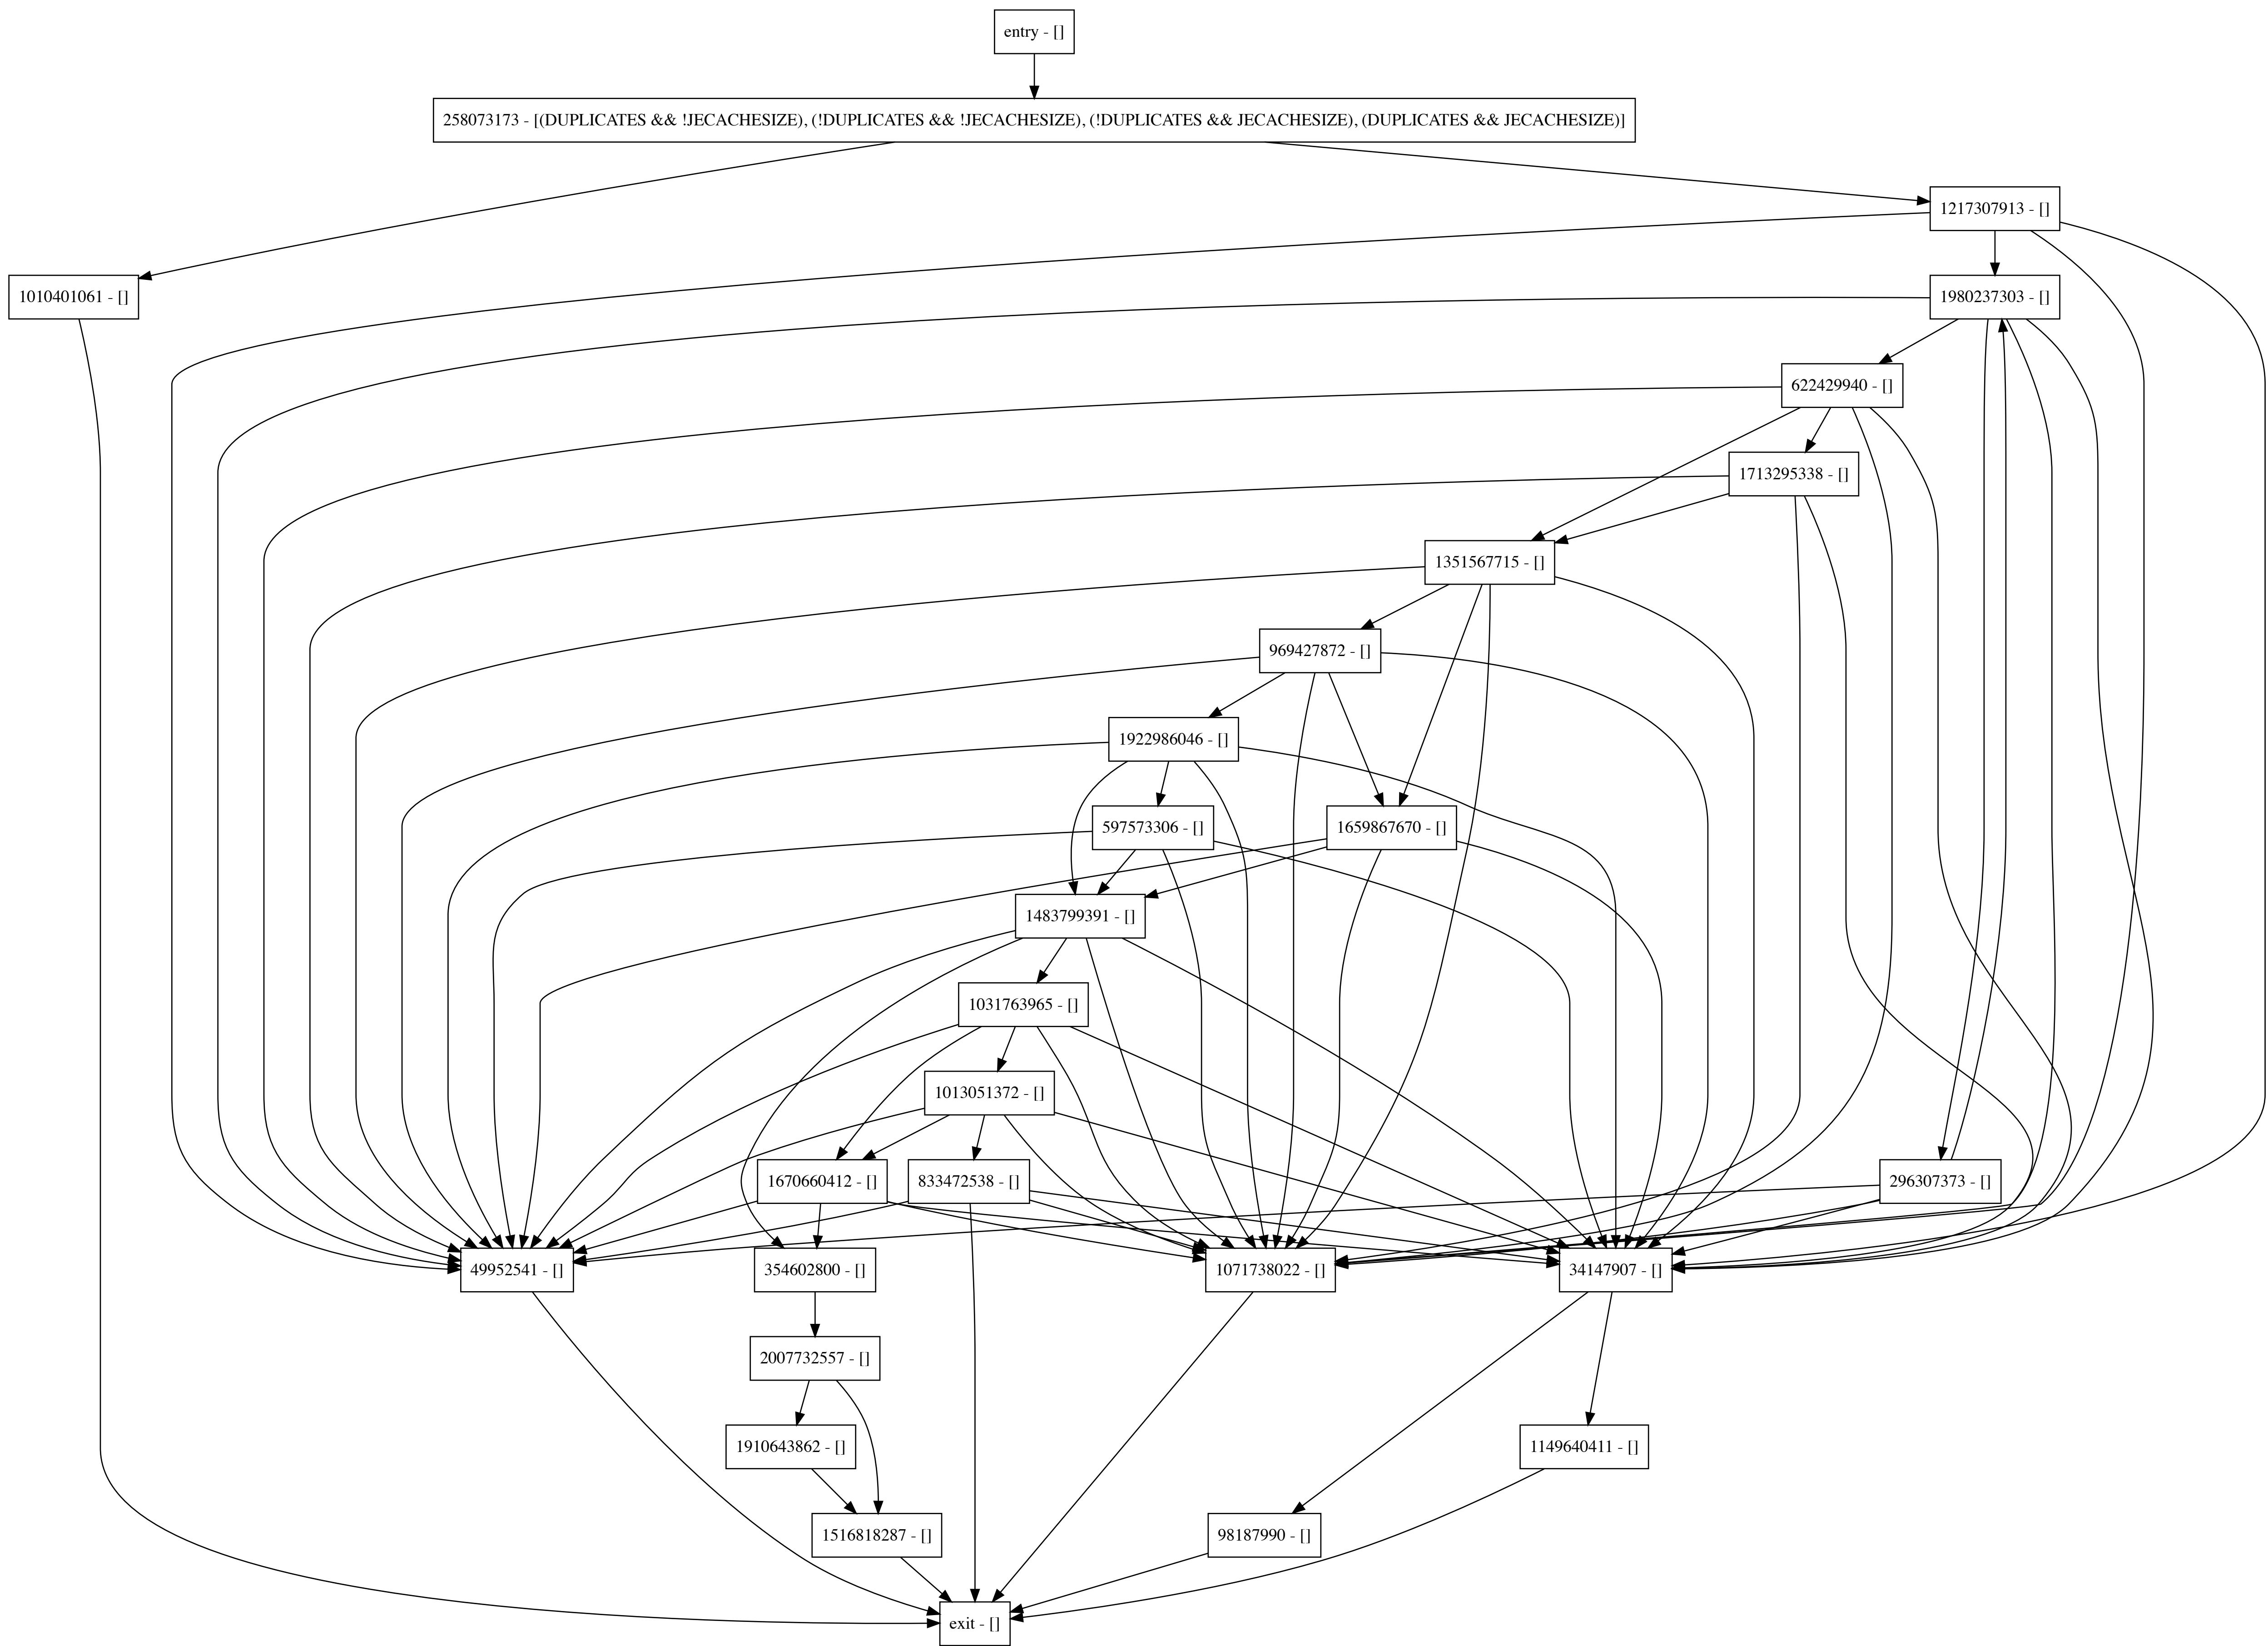 entry - []
258073173 - [(DUPLICATES && !JECACHESIZE), (!DUPLICATES && !JECACHESIZE), (!DUPLICATES && JECACHESIZE), (DUPLICATES && JECACHESIZE)]
1217307913 - []
1010401061 - []
1980237303 - []
622429940 - []
1713295338 - []
1351567715 - []
969427872 - []
1922986046 - []
597573306 - []
1659867670 - []
1483799391 - []
1031763965 - []
1013051372 - []
1670660412 - []
833472538 - []
296307373 - []
49952541 - []
354602800 - []
1071738022 - []
34147907 - []
2007732557 - []
1910643862 - []
1149640411 - []
1516818287 - []
98187990 - []
exit - []